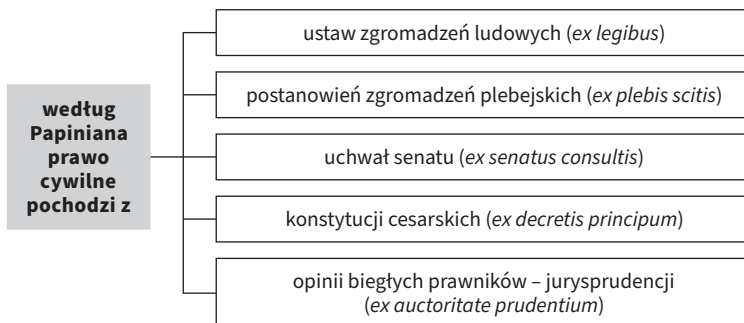 według
Papiniana
prawo
cywilne
pochodzi z
ustaw zgromadzeń ludowych (ex legibus)
postanowień zgromadzeń plebejskich (ex plebis scitis)
uchwał senatu (ex senatus consultis)
konstytucji cesarskich (ex decretis principum)
opinii biegłych prawników – jurysprudencji
(ex auctoritate prudentium)